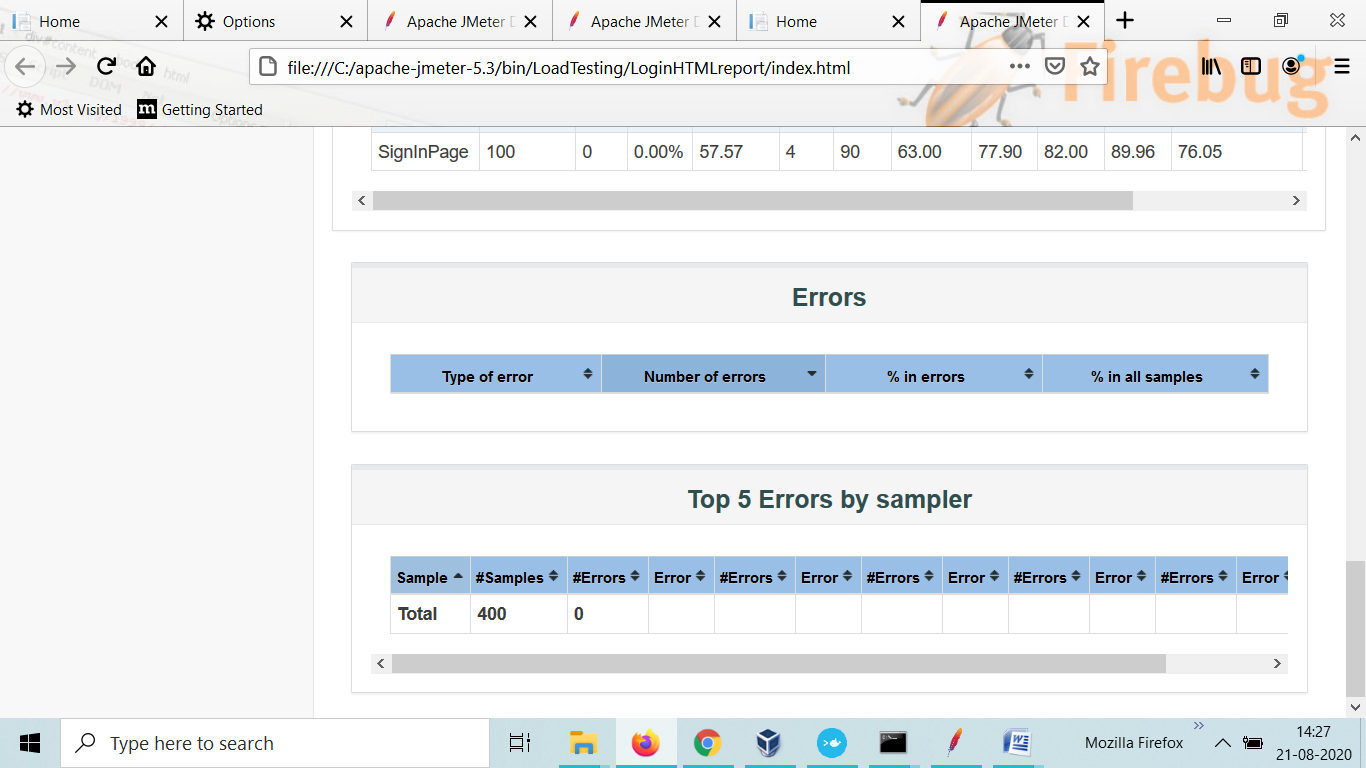 Home
Options
Apache JMeter D
Apache JMeter D
Home
Apache JMeter D
file:///C:/apache-jmeter-5.3/bin/LoadTesting/LoginHTMLreport/index.html
Firebug
Most Visited
Getting Started
SignInPage 100 0 0.00% 57.57 4 90 63.00 77.90 82.00 89.96 76.05
Errors
Type of error Number of errors % in errors % in all samples
Top 5 Errors by sampler
Sample #Samples #Errors Error #Errors Error #Errors Error #Errors Error #Errors Error
Total 400 0
Type here to search
Mozilla Firefox
14:27
21-08-2020